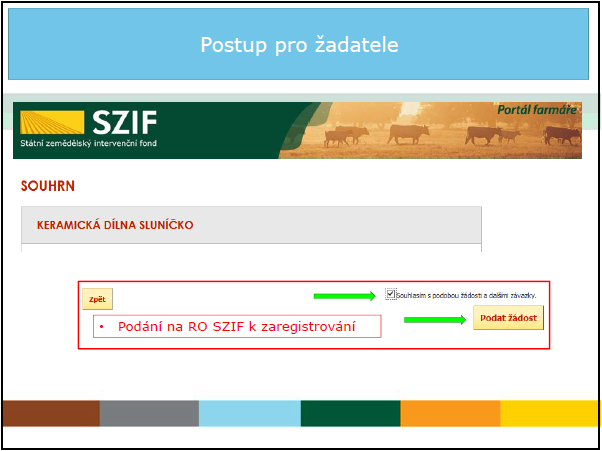 Postup pro žadatele
SZIF
Státní zemědělský intervenční fond
Portál farmáře
SOUHRN
KERAMICKÁ DÍLNA SLUNÍČKO
Zpět
Souhlasím s podobou žádosti a dalšími závazky.
• Podání na RO SZIF k zaregistrování
Podat žádost